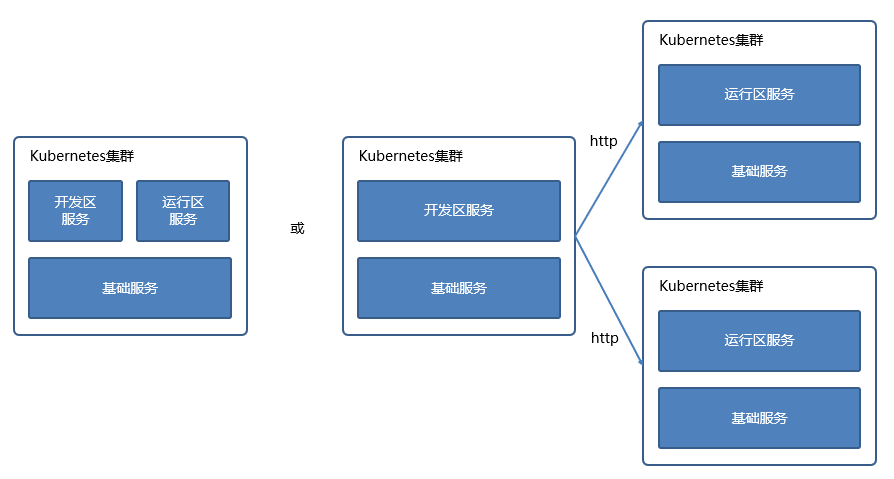 Kubernetes集群
开发区
服务
运行区
服务
基础服务
或
Kubernetes集群
开发区服务
基础服务
http
http
Kubernetes集群
运行区服务
基础服务
Kubernetes集群
运行区服务
基础服务